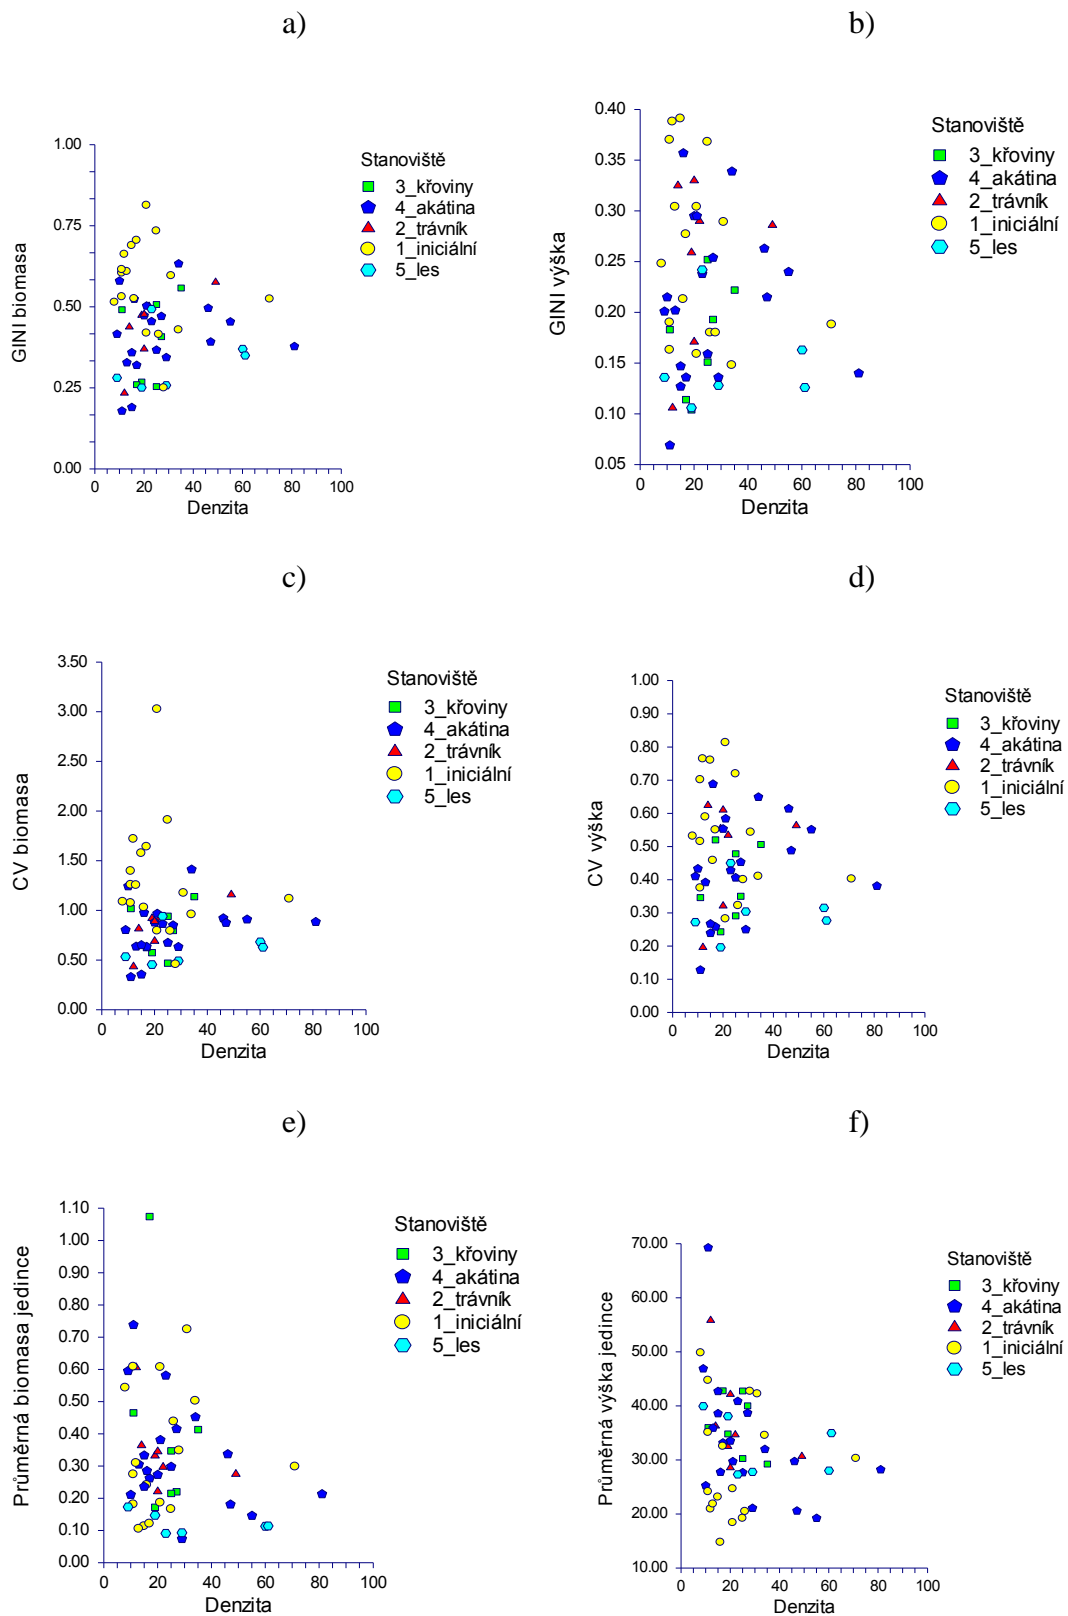 a)
b)
1.00
0.75
0.50
0.25
0.00
GINI biomasa
0 20 40 60 80 100
Denzita
Stanoviště
3_křoviny
4_akátina
2_trávník
1_iniciální
5_les
0.40
0.35
0.30
0.25
0.20
0.15
0.10
0.05
GINI výška
0 20 40 60 80 100
Denzita
Stanoviště
3_křoviny
4_akátina
2_trávník
1_iniciální
5_les
c)
d)
3.50
3.00
2.50
2.00
1.50
1.00
0.50
0.00
CV biomasa
0 20 40 60 80 100
Denzita
Stanoviště
3_křoviny
4_akátina
2_trávník
1_iniciální
5_les
1.00
0.90
0.80
0.70
0.60
0.50
0.40
0.30
0.20
0.10
0.00
CV výška
0 20 40 60 80 100
Denzita
Stanoviště
3_křoviny
4_akátina
2_trávník
1_iniciální
5_les
e)
f)
1.10
1.00
0.90
0.80
0.70
0.60
0.50
0.40
0.30
0.20
0.10
0.00
Průměrná biomasa jedince
0 20 40 60 80 100
Denzita
Stanoviště
3_křoviny
4_akátina
2_trávník
1_iniciální
5_les
70.00
60.00
50.00
40.00
30.00
20.00
10.00
Průměrná výška jedince
0 20 40 60 80 100
Denzita
Stanoviště
3_křoviny
4_akátina
2_trávník
1_iniciální
5_les